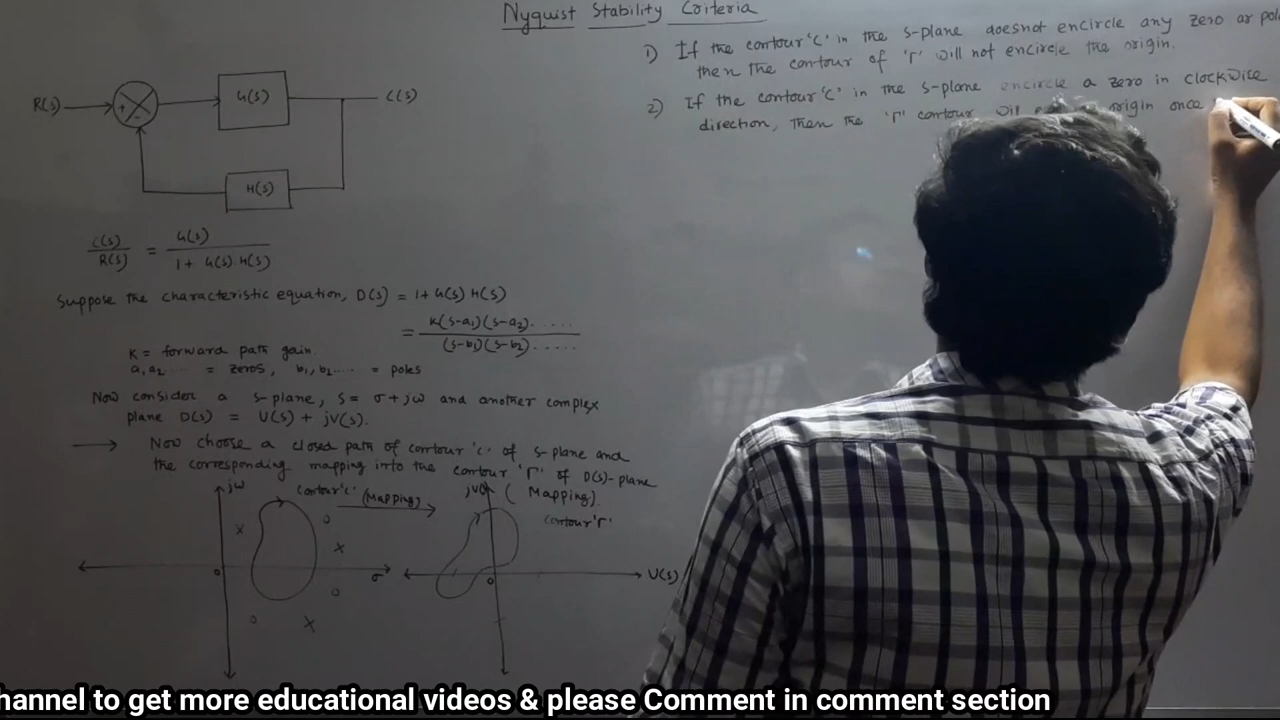 Nyquist Stability Criteria
R(s)
+
-
G(s)
C(s)
H(s)
C(s)/R(s) = G(s)/(1 + G(s).H(s))
Suppose the characteristic equation, D(s) = 1 + G(s) H(s)
= K(s-a1)(s-a2)...... / (s-b1)(s-b2)......
K = forward path gain.
a1, a2 .... = zeros, b1, b2.... = poles
Now consider a s-plane, s = σ + jω and another complex
plane D(s) = U(s) + jV(s).
→ Now choose a closed path of contour 'c' of s-plane and
the corresponding mapping into the contour 'Γ' of D(s)-plane
jω
contour 'c'
(Mapping)
σ
o
(Mapping)
contour 'Γ'
U(s)
o
1) If the contour 'C' in the s-plane doesnot encircle any zero or pol
then the contour of 'Γ' will not encircle the origin.
2) If the contour 'C' in the s-plane encircle a zero in clockwise
direction, then the 'Γ' contour origin once
hannel to get more educational videos & please Comment in comment section